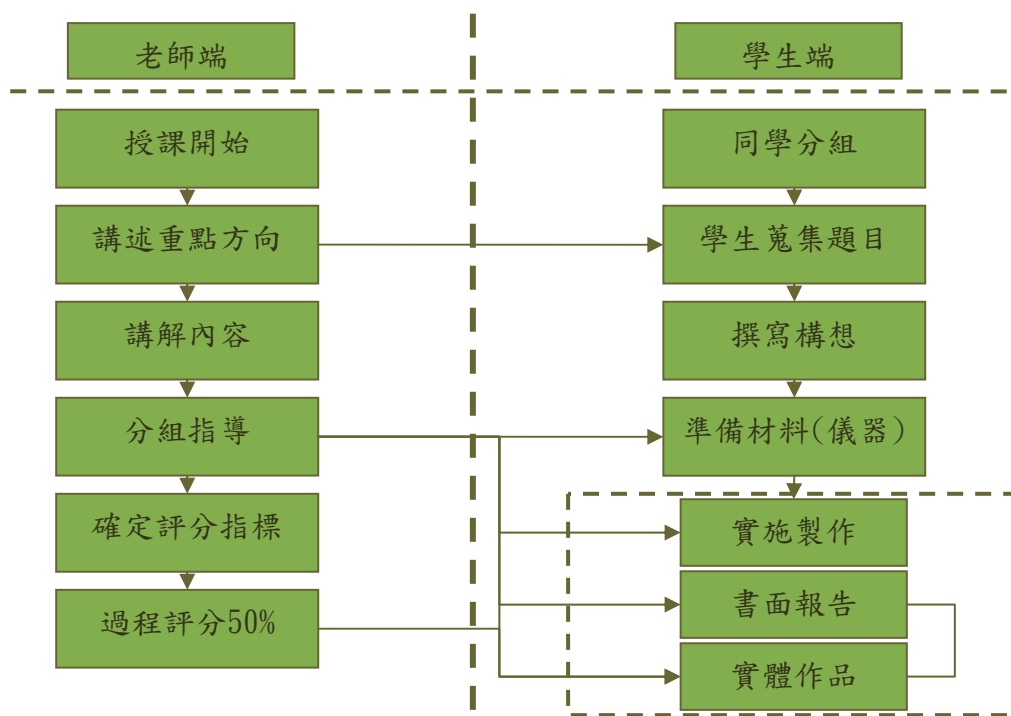 老師端
學生端
授課開始
同學分組
講述重點方向
學生蒐集題目
講解內容
撰寫構想
分組指導
準備材料(儀器)
確定評分指標
實施製作
過程評分50%
書面報告
實體作品